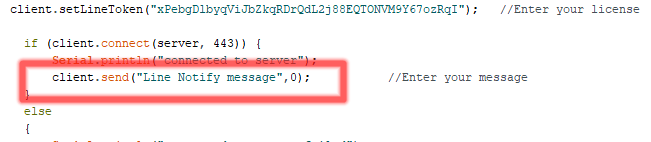 client.setLineToken("xPebgDlbyqViJbZkqRDrQdL2j88EQTONVM9Y67ozRqI");   //Enter your license
if (client.connect(server, 443)) {
Serial.println("connected to server");
client.send("Line Notify message",0);   //Enter your message
}
else
{